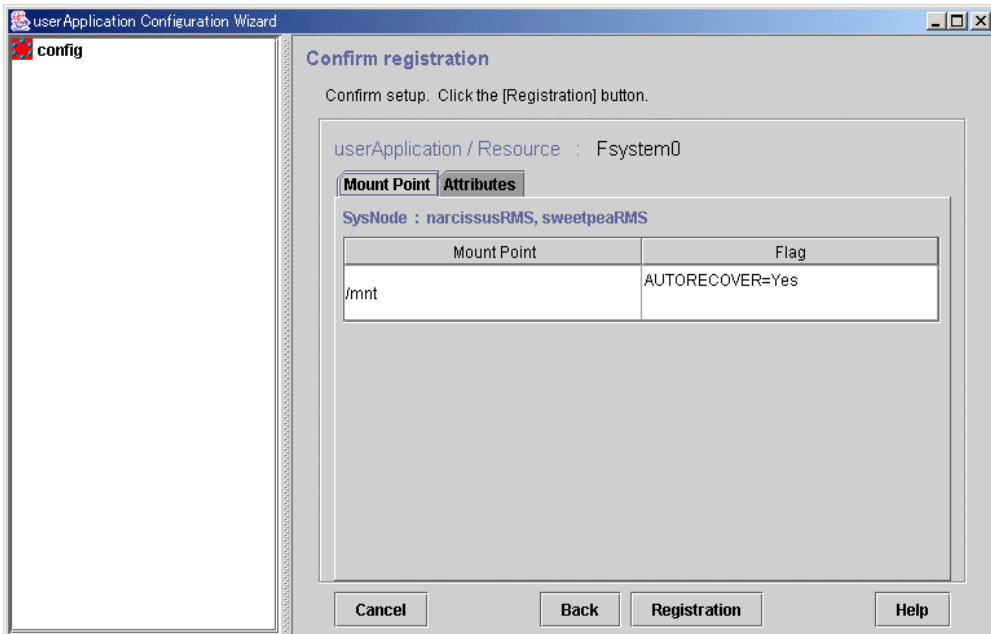 userApplication Configuration Wizard
config
Confirm registration
Confirm setup. Click the [Registration] button.
userApplication / Resource : Fsystem0
Mount Point Attributes
SysNode : narcissusRMS, sweetpeaRMS
Mount Point Flag
/mnt AUTORECOVER=Yes
Cancel Back Registration Help